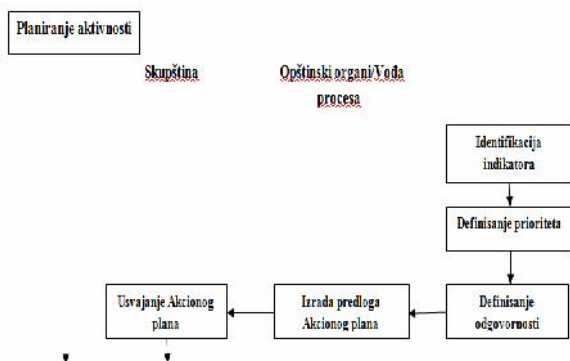 Planiranje aktivnosti
Skupština
Opštinski organi/Vođa
procesa
Identifikacija
indikatora
Definisanje prioriteta
Usvajanje Akcionog
plana
Izrada predloga
Akcionog plana
Definisanje
odgovornosti